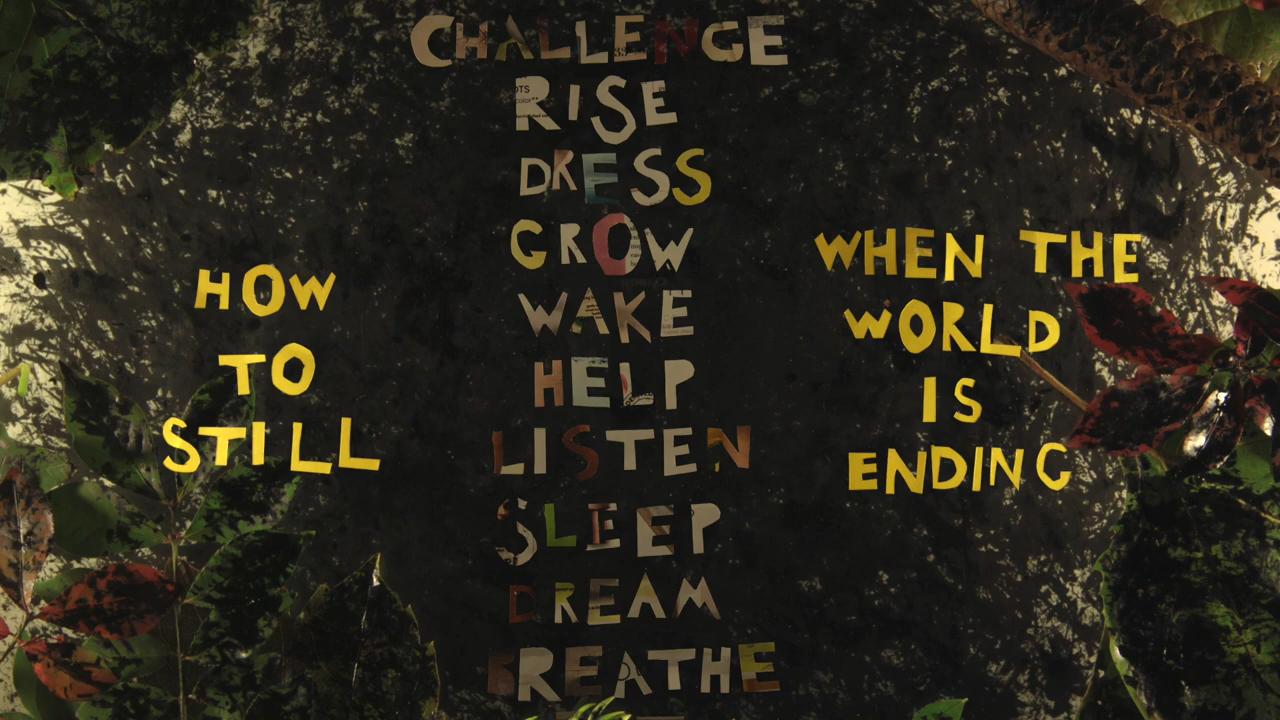 HOW
TO
STILL
CHALLENGE
RISE
DRESS
GROW
WAKE
HELP
LISTEN
SLEEP
DREAM
BREATHE
WHEN THE
WORLD
IS
ENDING